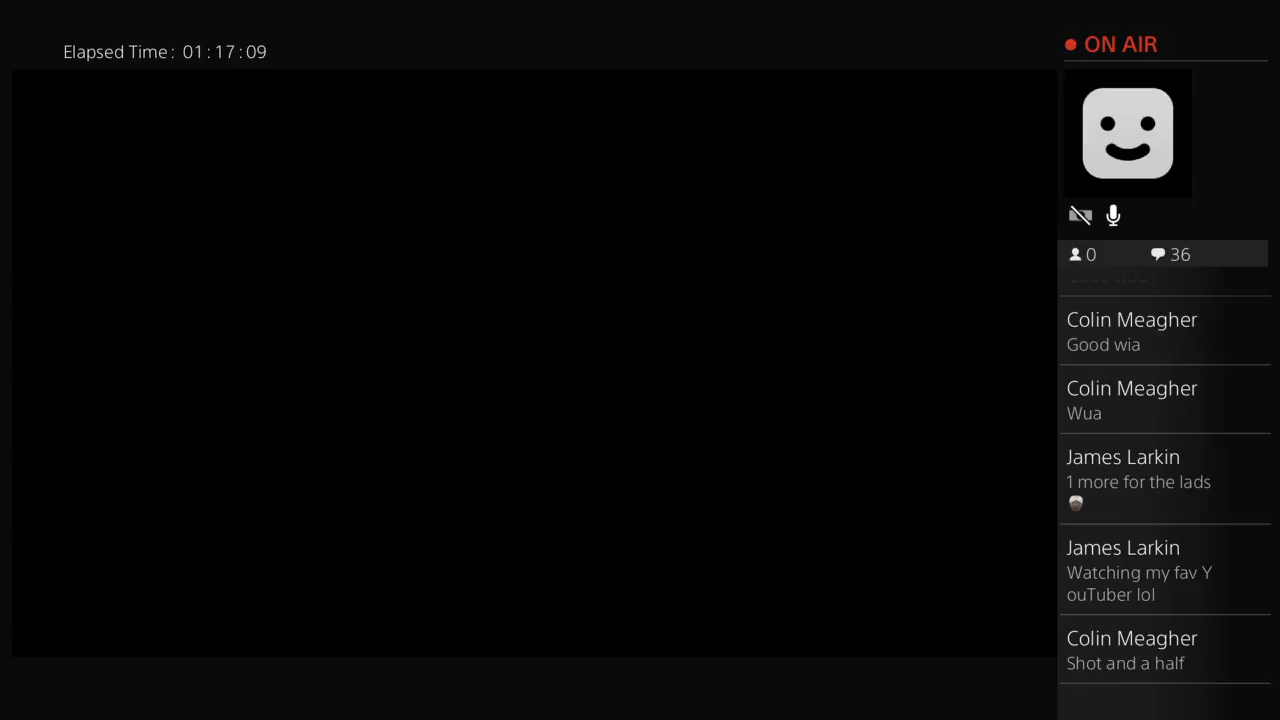 Elapsed Time: 01:17:09
ON AIR
0 36
Colin Meagher
Good wia
Colin Meagher
Wua
James Larkin
1 more for the lads
James Larkin
Watching my fav Y
ouTuber lol
Colin Meagher
Shot and a half